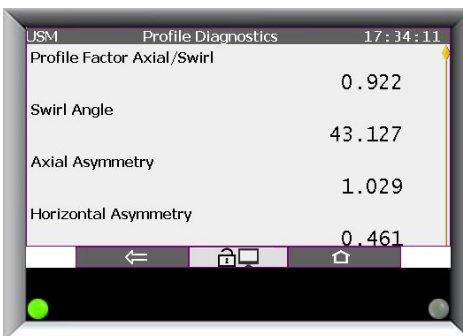 USM Profile Diagnostics 17:34:11
Profile Factor Axial/Swirl
0.922
Swirl Angle
43.127
Axial Asymmetry
1.029
Horizontal Asymmetry
0.461